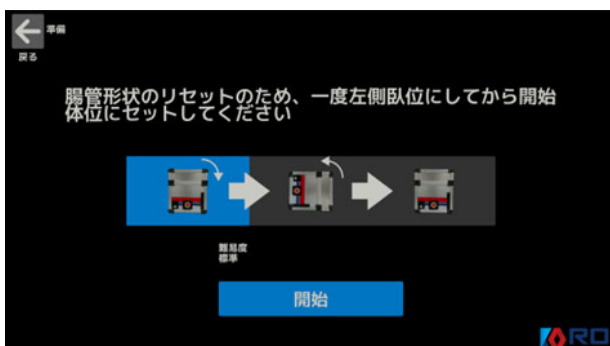 準備
戻る
腸管形状のリセットのため、一度左側臥位にしてから開始
体位にセットしてください
難易度
標準
開始
ARD